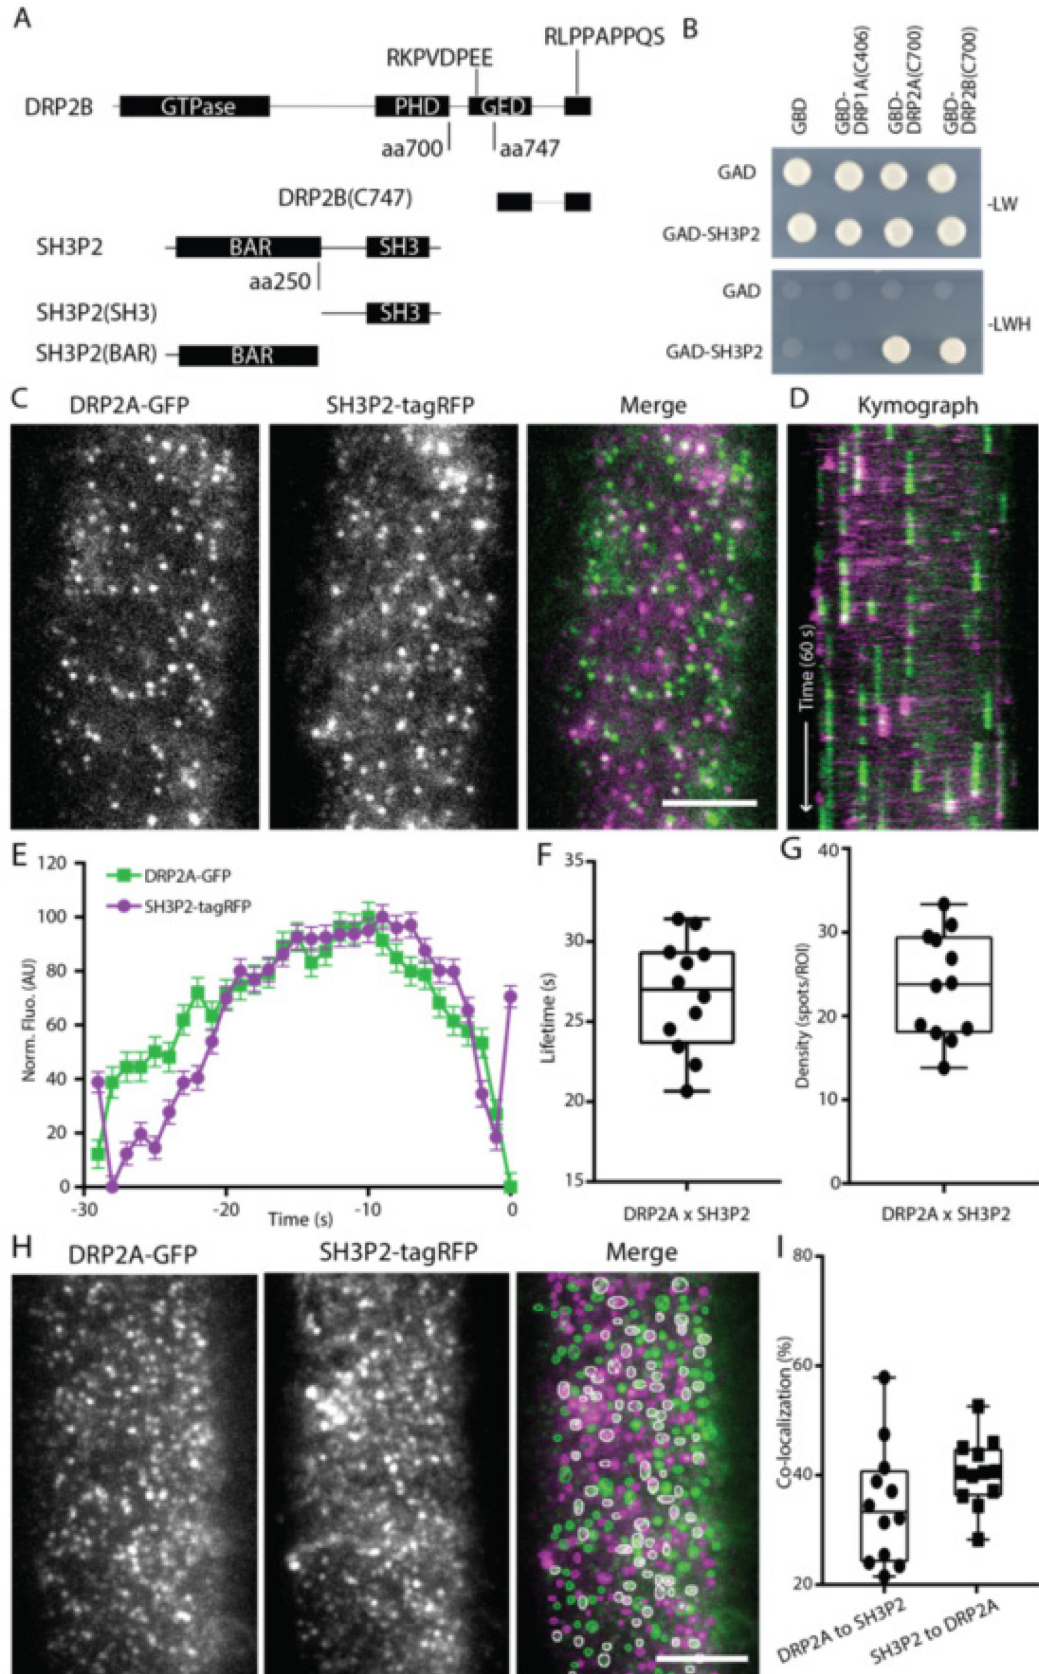 A
RLPPAPPQS
RKPVDPEE
DRP2B GTPase PHD GED
aa700 aa747
DRP2B(C747)
SH3P2 BAR SH3
aa250
SH3P2(SH3) SH3
SH3P2(BAR) BAR
B
GBD
GBD-
DRP1A(C406)
GBD-
DRP2A(C700)
GBD-
DRP2B(C700)
GAD
-LW
GAD-SH3P2
GAD
-LWH
GAD-SH3P2
C DRP2A-GFP SH3P2-tagRFP Merge
D Kymograph
Time (60 s)
E
Norm. Fluo. (AU)
120
100
80
60
40
20
0
DRP2A-GFP
SH3P2-tagRFP
-30 -20 -10 0
Time (s)
F
Lifetime (s)
35
30
25
20
15
DRP2A x SH3P2
G
Density (spots/ROI)
40
30
20
10
0
DRP2A x SH3P2
H DRP2A-GFP SH3P2-tagRFP Merge
I
Co-localization (%)
80
60
40
20
DRP2A to SH3P2
SH3P2 to DRP2A